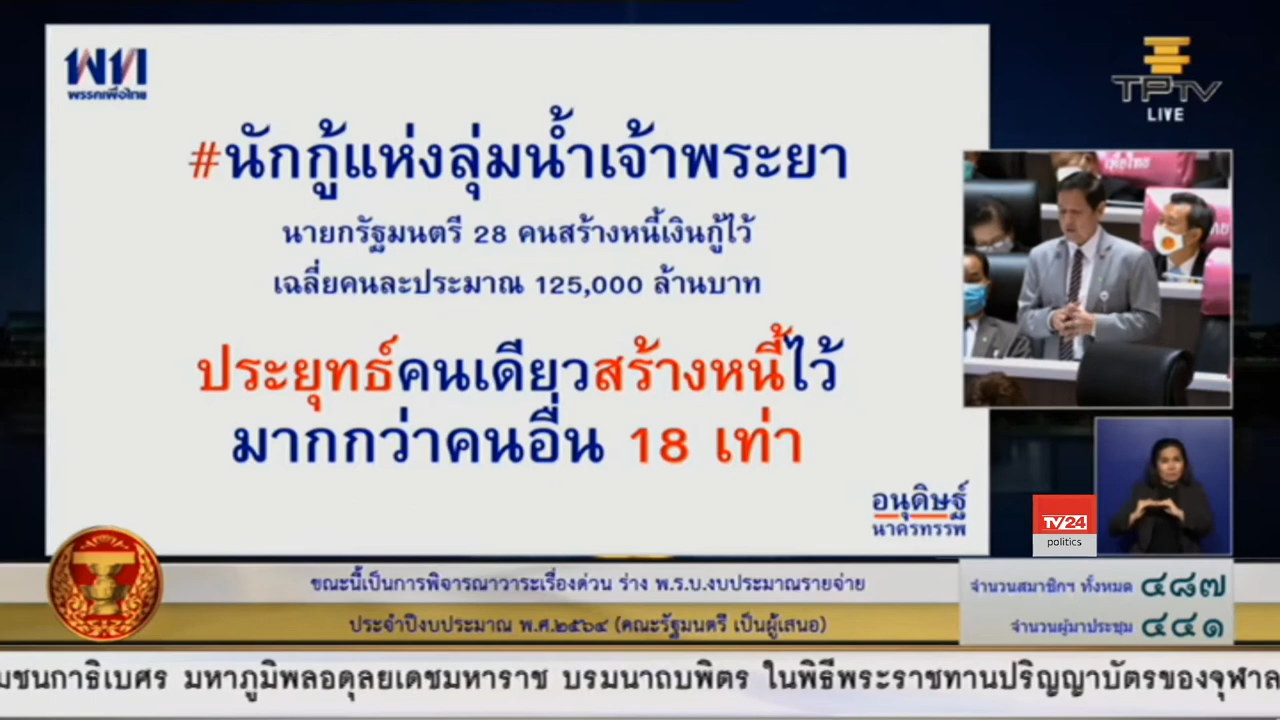 พท
พรรคเพื่อไทย
#นักกู้แห่งลุ่มน้ำเจ้าพระยา
นายกรัฐมนตรี 28 คนสร้างหนี้เงินกู้ไว้
เฉลี่ยคนละประมาณ 125,000 ล้านบาท
ประยุทธ์คนเดียวสร้างหนี้ไว้
มากกว่าคนอื่น 18 เท่า
อนุดิษฐ์
นาครทรรพ
TPTV
LIVE
เพื่อไทย
TV24
politics
ขณะนี้เป็นการพิจารณาวาระเรื่องด่วน ร่าง พ.ร.บ.งบประมาณรายจ่าย
ประจำปีงบประมาณ พ.ศ.๒๕๖๔ (คณะรัฐมนตรี เป็นผู้เสนอ)
จำนวนสมาชิกฯ ทั้งหมด ๔๘๗
จำนวนผู้มาประชุม ๔๔๑
มชนกาธิเบศร มหาภูมิพลอดุลยเดชมหาราช บรมนาถบพิตร ในพิธีพระราชทานปริญญาบัตรของจุฬาล